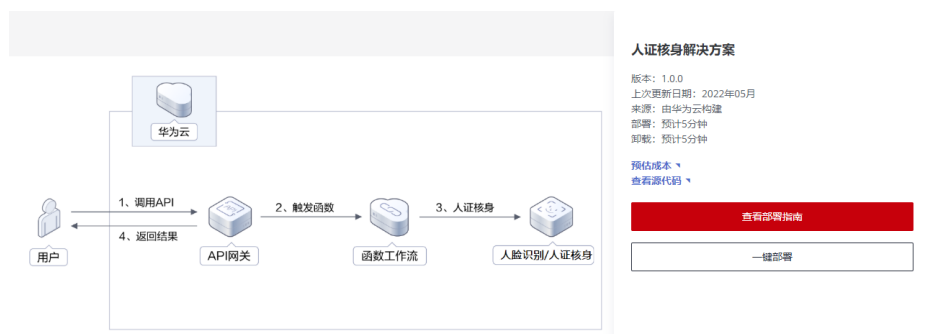 华为云
1、调用API
4、返回结果
用户
API网关
2、触发函数
函数工作流
3、人证核身
人脸识别/人证核身
人证核身解决方案
版本：1.0.0
上次更新日期：2022年05月
来源：由华为云构建
部署：预计5分钟
卸载：预计5分钟
预估成本
查看源代码
查看部署指南
一键部署